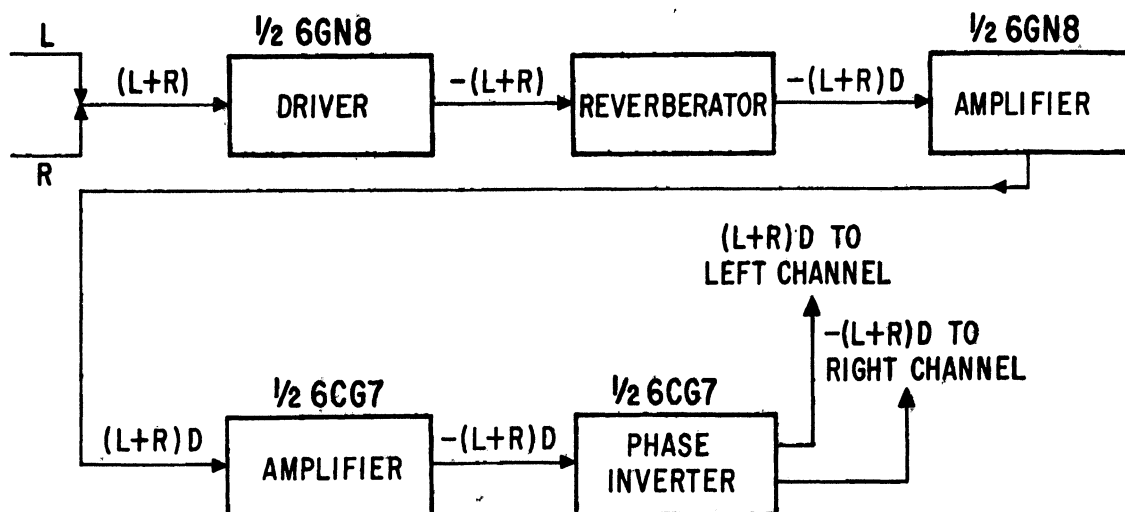 L
(L+R)
R
½ 6GN8
DRIVER
-(L+R)
REVERBERATOR
-(L+R)D
½ 6GN8
AMPLIFIER
(L+R)D TO
LEFT CHANNEL
-(L+R)D TO
RIGHT CHANNEL
(L+R)D
½ 6CG7
AMPLIFIER
-(L+R)D
½ 6CG7
PHASE
INVERTER